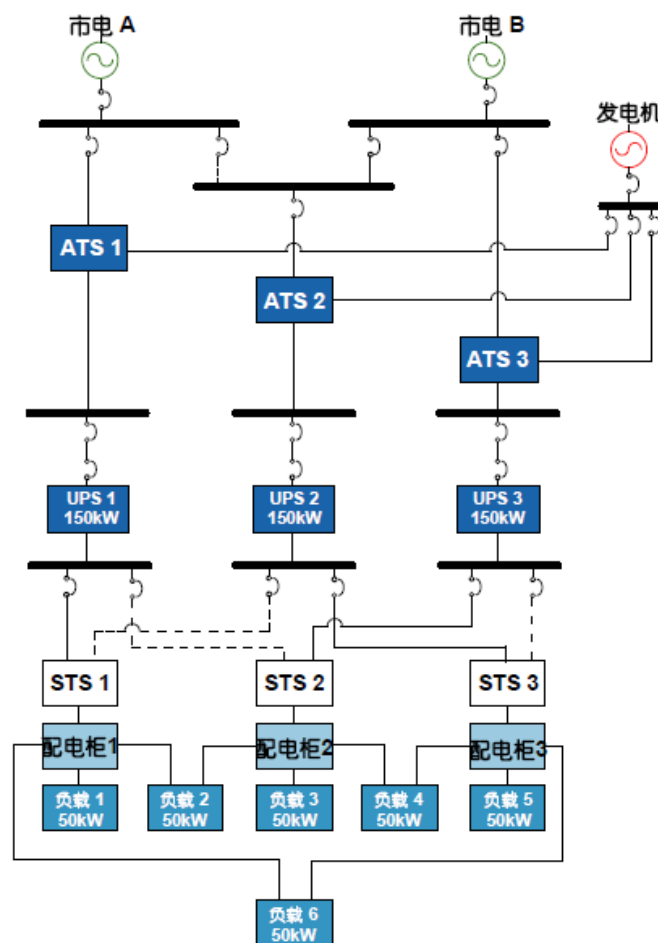 市电 A
市电 B
发电机
ATS 1
ATS 2
ATS 3
UPS 1
150kW
UPS 2
150kW
UPS 3
150kW
STS 1
STS 2
STS 3
配电柜1
配电柜2
配电柜3
负载 1
50kW
负载 2
50kW
负载 3
50kW
负载 4
50kW
负载 5
50kW
负载 6
50kW